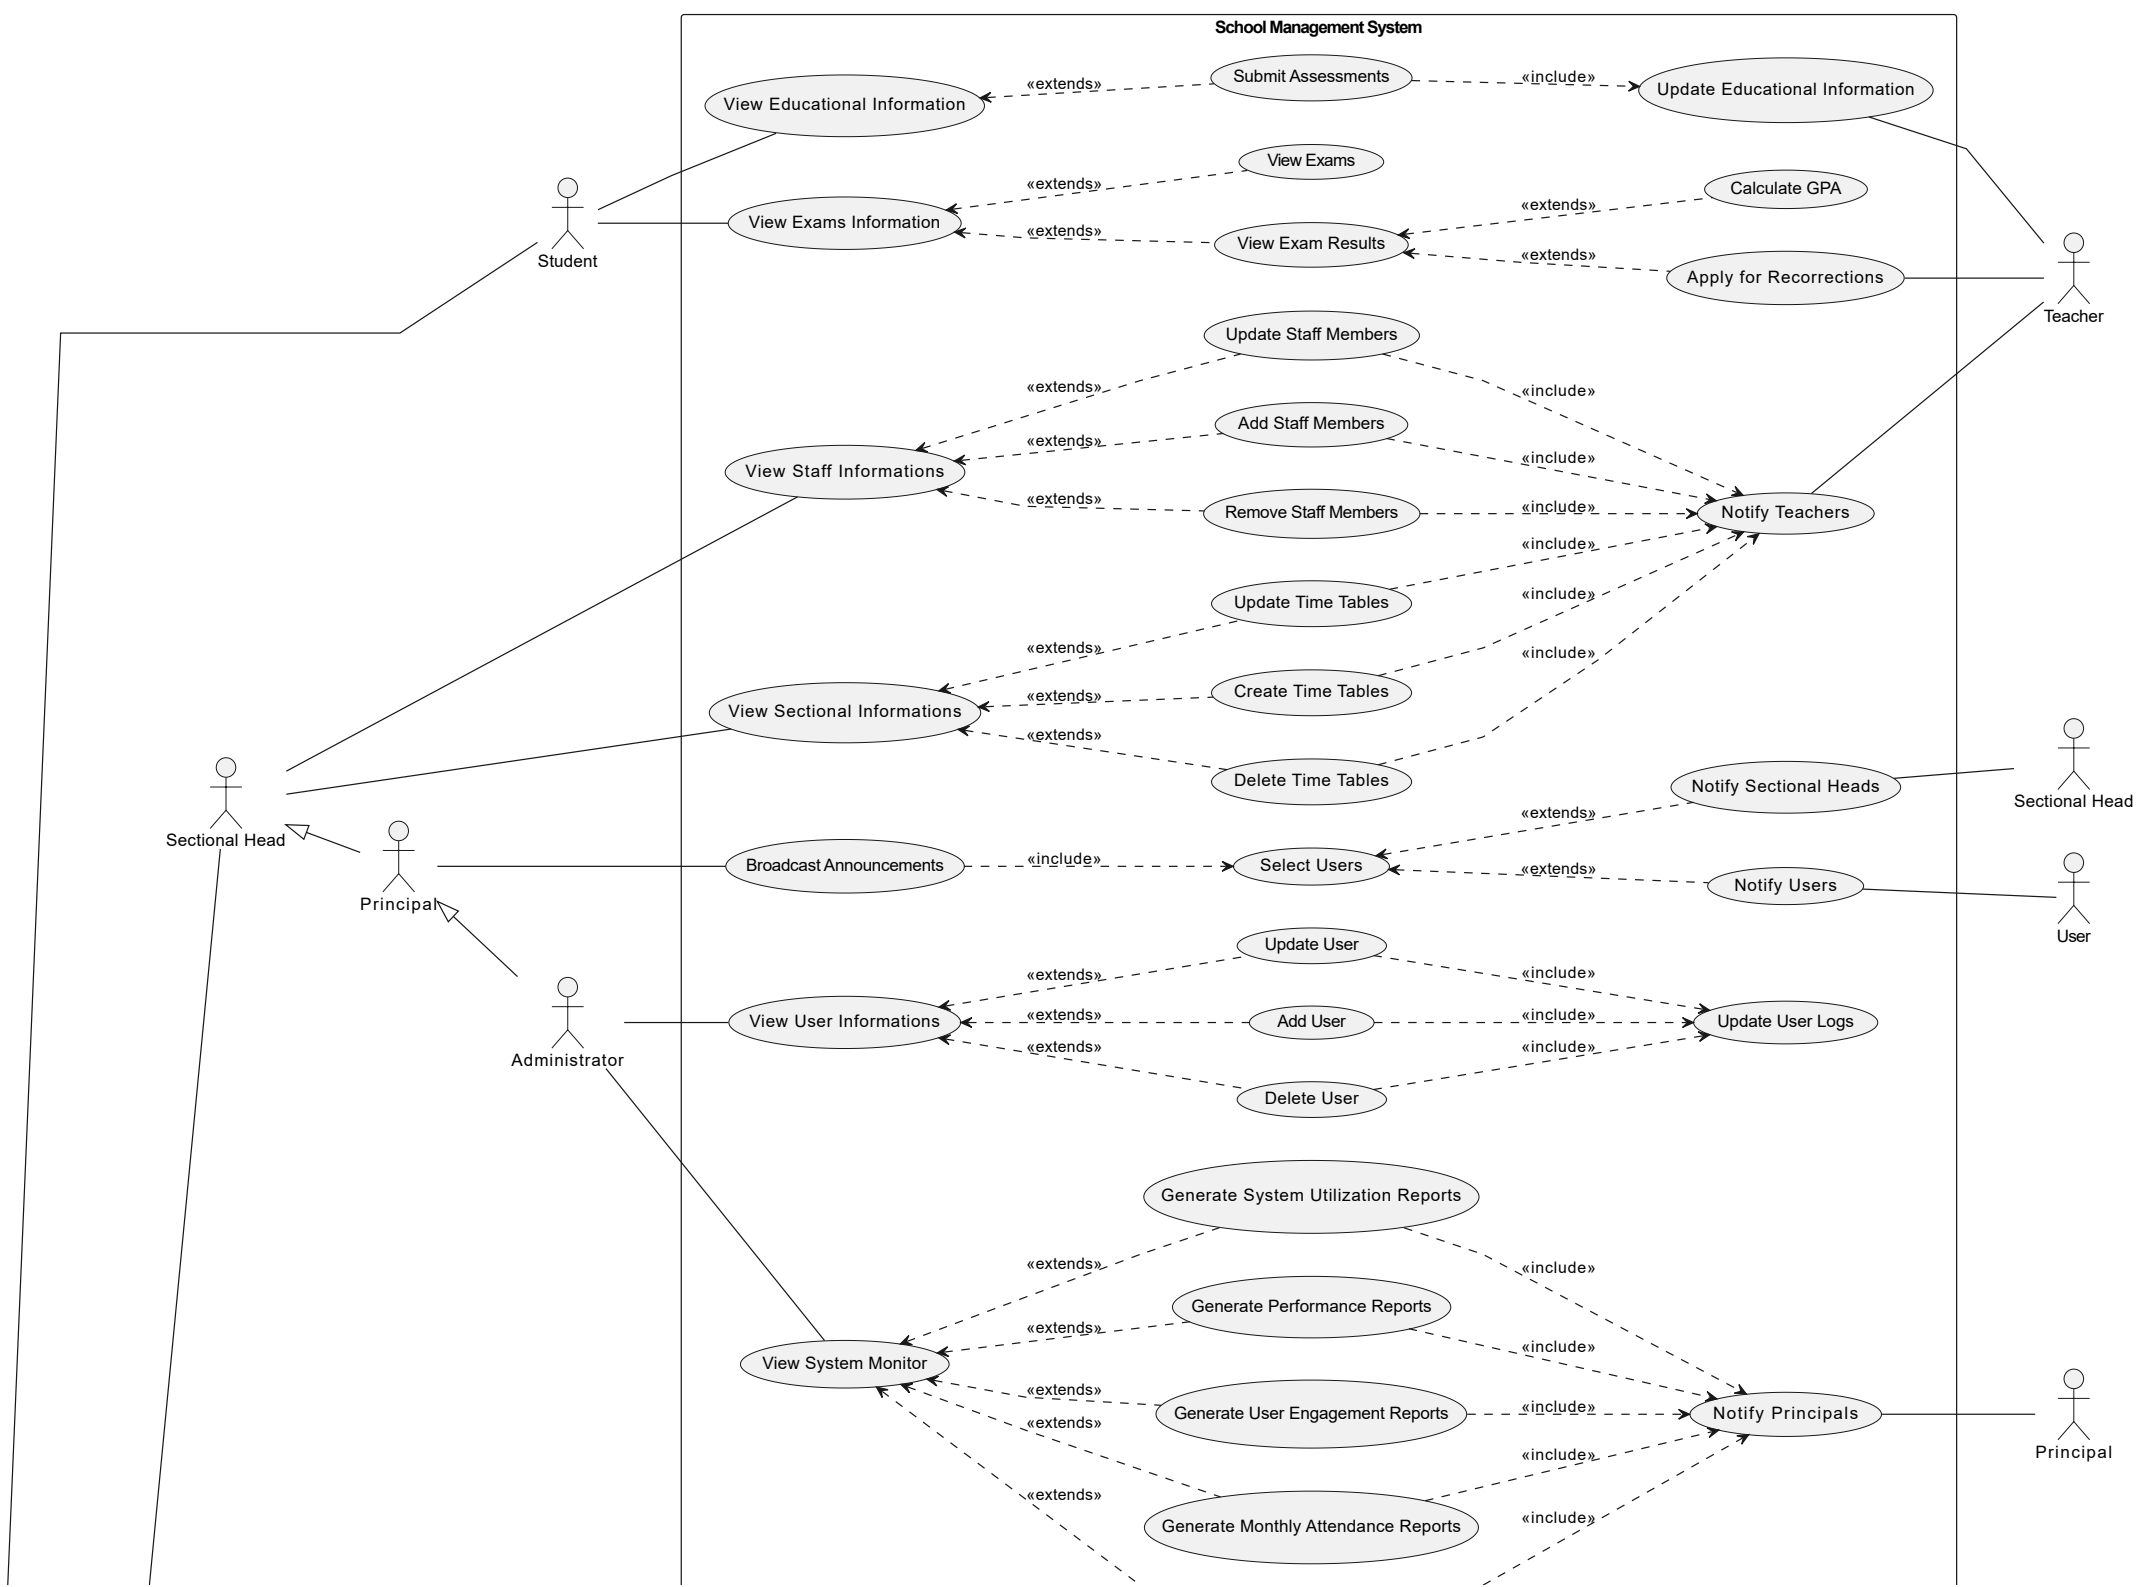 School Management System
View Educational Information
«extends»
Submit Assessments
«include»
Update Educational Information
View Exams
«extends»
Calculate GPA
«extends»
View Exams Information
«extends»
View Exam Results
«extends»
Apply for Recorrections
Student
Teacher
Update Staff Members
«extends»
«include»
Add Staff Members
«extends»
«include»
View Staff Informations
«extends»
Remove Staff Members
«include»
Notify Teachers
«include»
Update Time Tables
«include»
«extends»
«include»
Create Time Tables
«extends»
View Sectional Informations
«extends»
Delete Time Tables
Notify Sectional Heads
Sectional Head
«extends»
Sectional Head
Principal
Broadcast Announcements
«include»
Select Users
«extends»
Notify Users
User
Update User
«extends»
«include»
View User Informations
«extends»
Add User
«include»
Update User Logs
«extends»
«include»
Administrator
Delete User
Generate System Utilization Reports
«extends»
«include»
Generate Performance Reports
«extends»
«include»
View System Monitor
«extends»
Generate User Engagement Reports
«include»
Notify Principals
Principal
«extends»
«include»
«extends»
Generate Monthly Attendance Reports
«include»